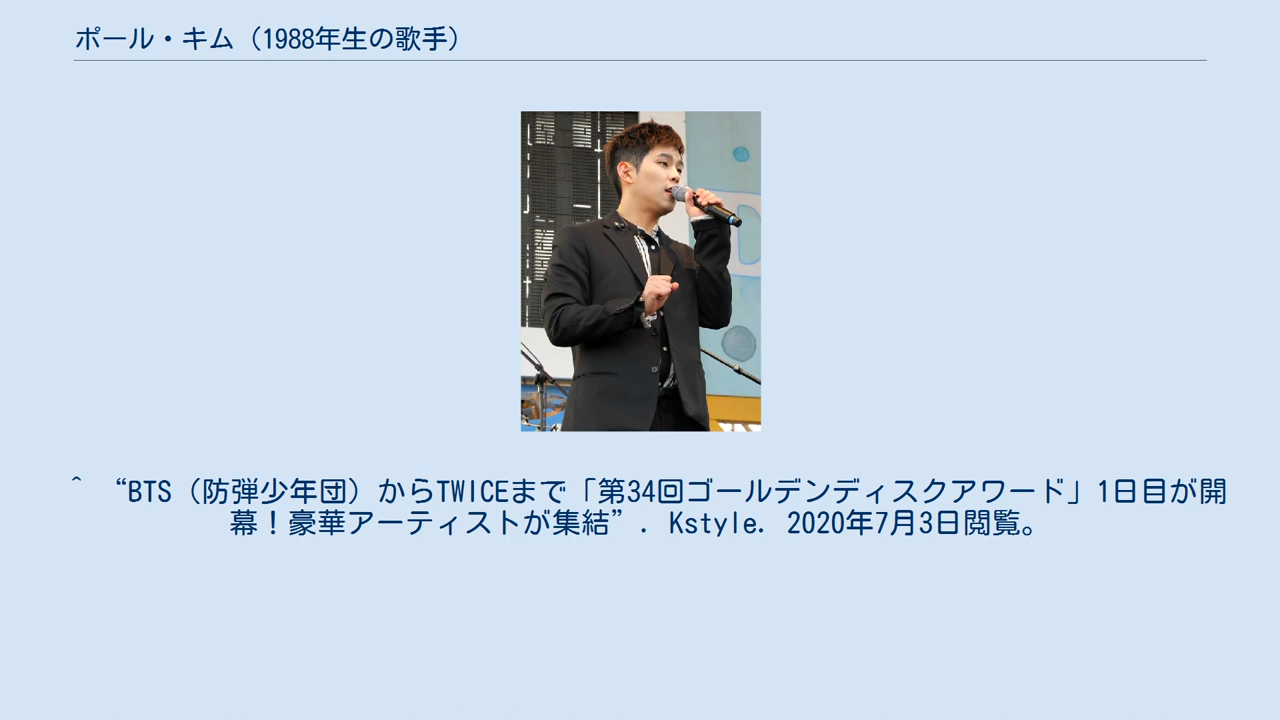 ポール・キム（1988年生の歌手）
^ “BTS（防弾少年団）からTWICEまで「第34回ゴールデンディスクアワード」1日目が開
幕！豪華アーティストが集結”. Kstyle. 2020年7月3日閲覧。